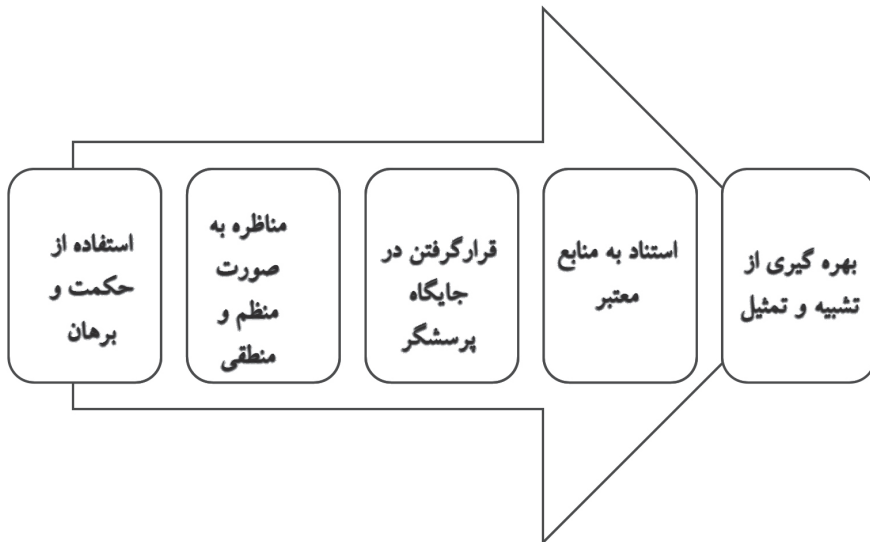 بهره گیری از
تشبیه و تمثیل
استناد به منابع
معتبر
قرارگرفتن در
جایگاه
پرسشگر
مناظره به
صورت
منظم و
منطقی
استفاده از
حکمت و
برهان